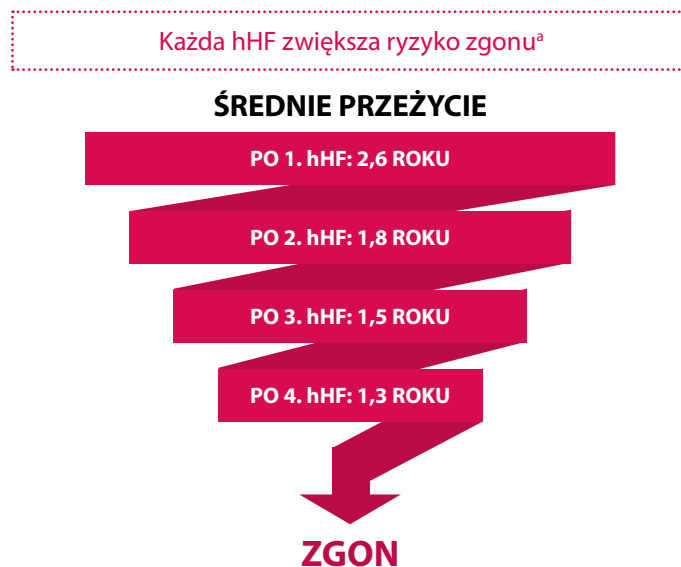 Każda hHF zwiększa ryzyko zgonuᵃ
ŚREDNIE PRZEŻYCIE
PO 1. hHF: 2,6 ROKU
PO 2. hHF: 1,8 ROKU
PO 3. hHF: 1,5 ROKU
PO 4. hHF: 1,3 ROKU
ZGON